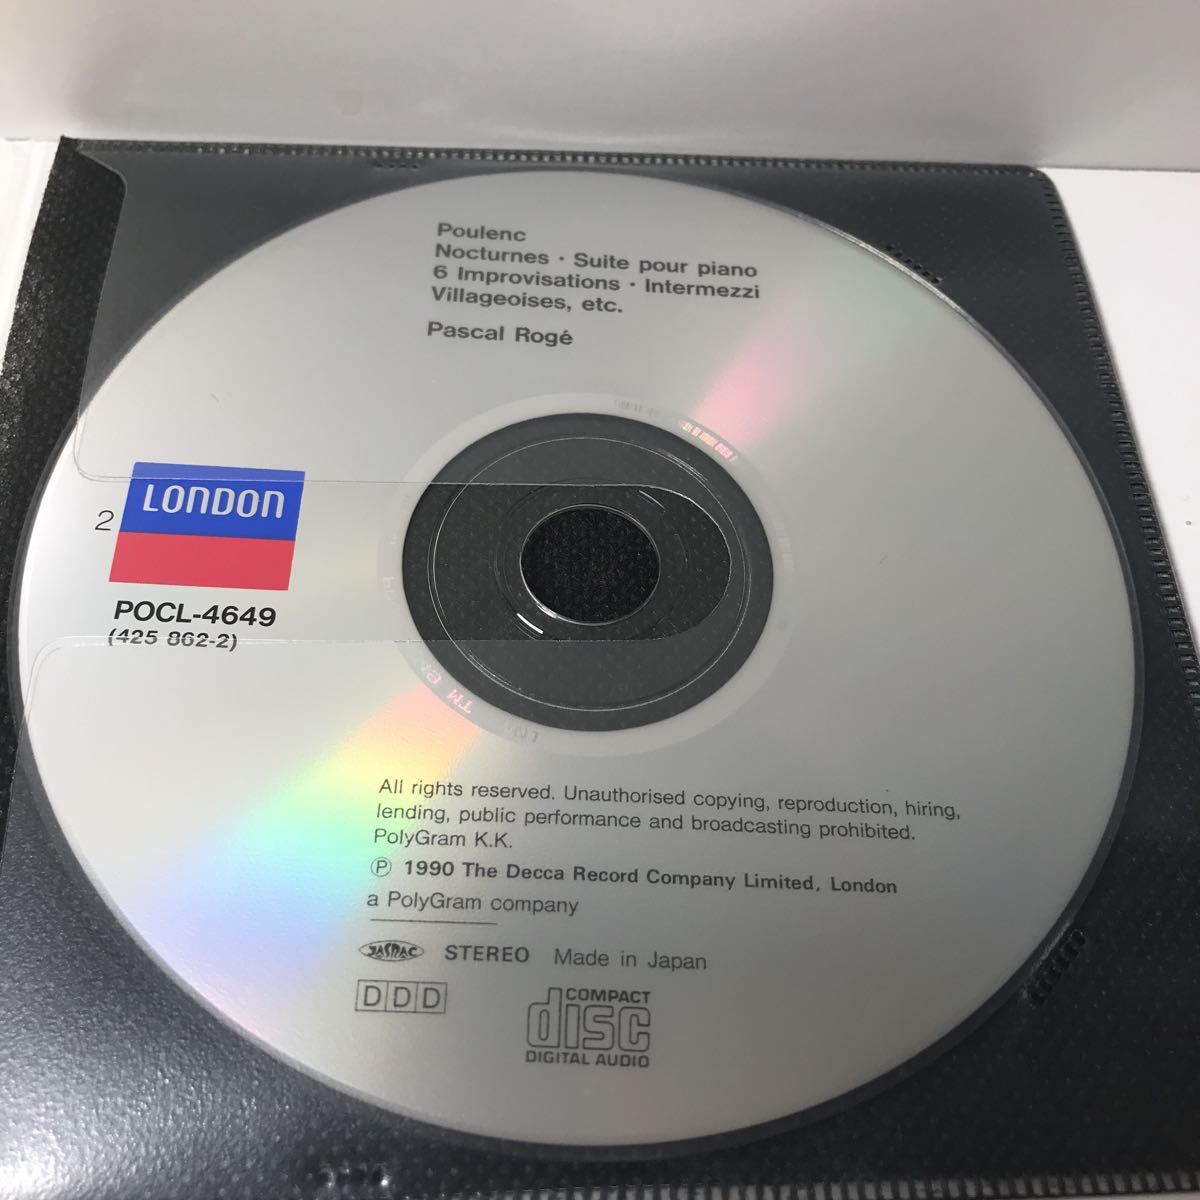 Poulenc
Nocturnes · Suite pour piano
6 Improvisations · Intermezzi
Villageoises, etc.
Pascal Rogé
2
LONDON
POCL-4649
(425 862-2)
All rights reserved. Unauthorised copying, reproduction, hiring,
lending, public performance and broadcasting prohibited.
PolyGram K.K.
Ⓟ 1990 The Decca Record Company Limited, London
a PolyGram company
JASRAC STEREO Made in Japan
DDD
COMPACT
disc
DIGITAL AUDIO